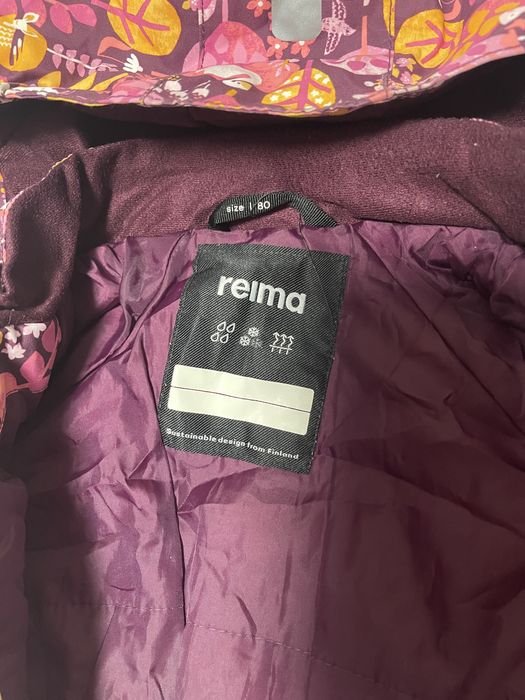 size | 80
reima
Sustainable design from Finland